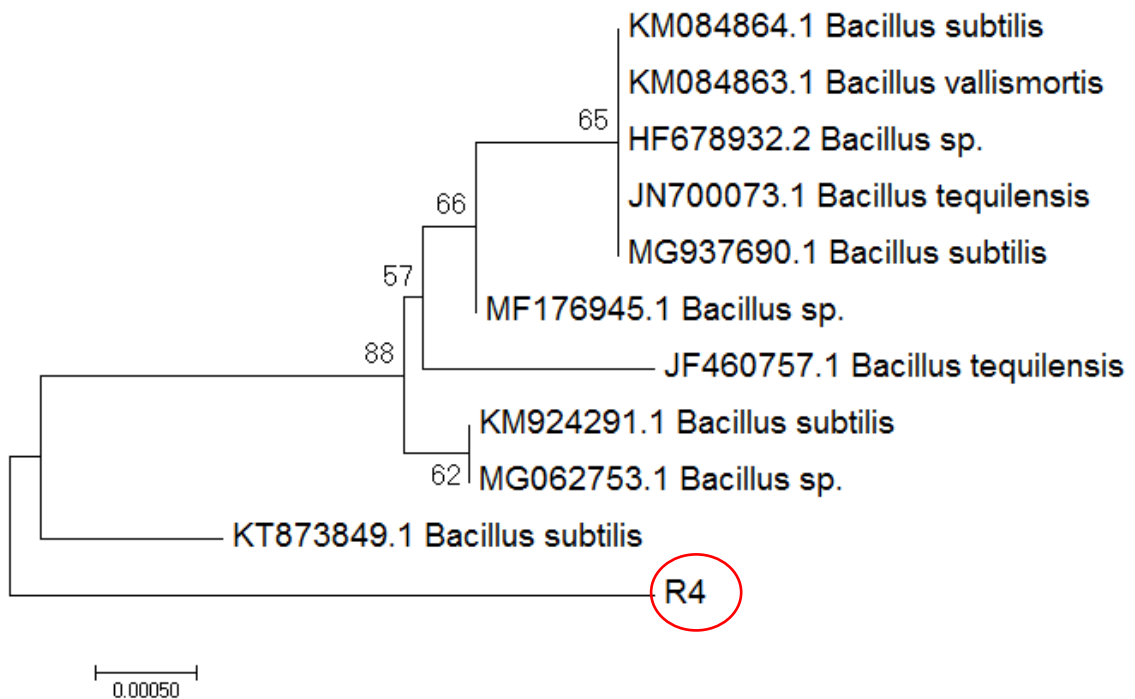 KM084864.1 Bacillus subtilis
KM084863.1 Bacillus vallismortis
65
HF678932.2 Bacillus sp.
JN700073.1 Bacillus tequilensis
66
MG937690.1 Bacillus subtilis
57
MF176945.1 Bacillus sp.
88
JF460757.1 Bacillus tequilensis
KM924291.1 Bacillus subtilis
62
MG062753.1 Bacillus sp.
KT873849.1 Bacillus subtilis
R4
0.00050